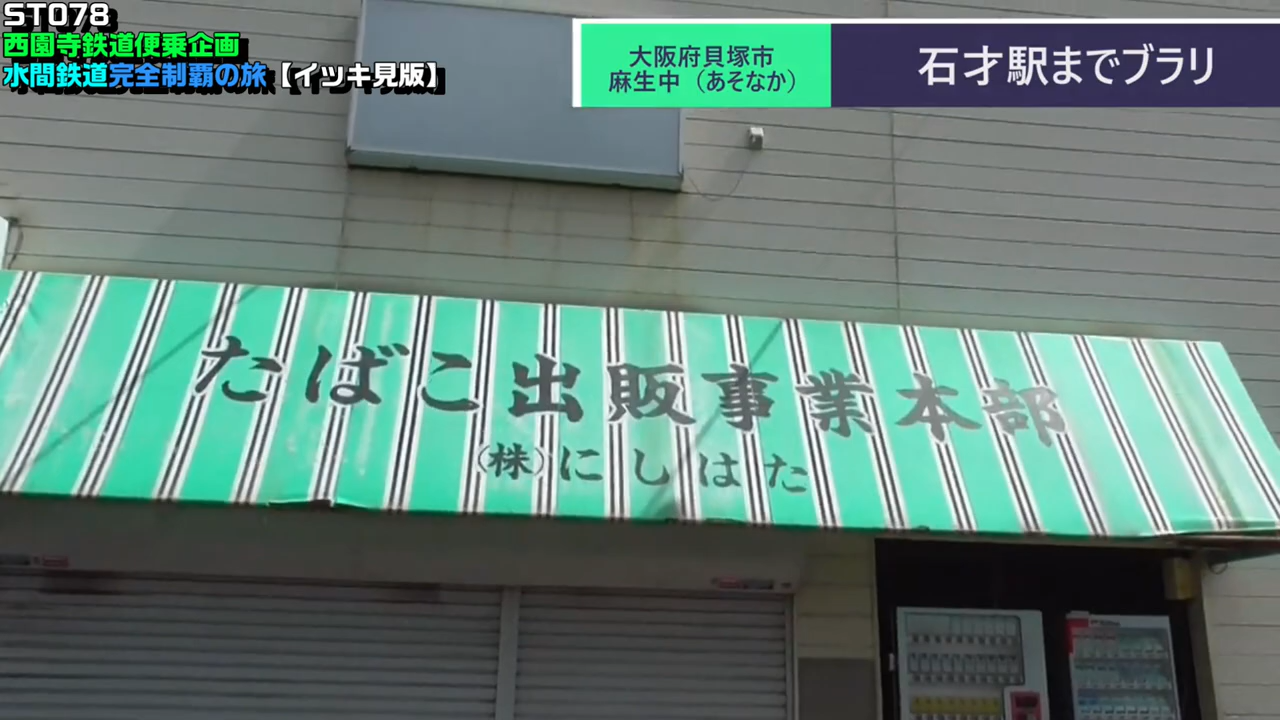 ST078
西園寺鉄道便乗企画
水間鉄道完全制覇の旅【イッキ見版】
大阪府貝塚市
麻生中（あそなか）
石才駅までブラリ
たばこ出販事業本部
(株)にしはた